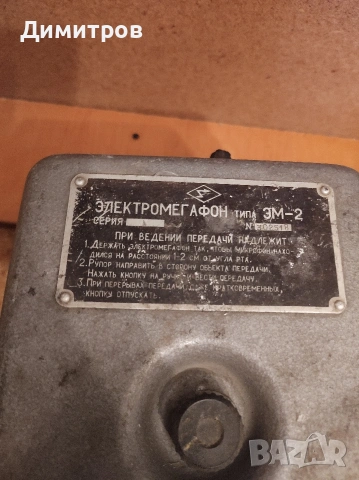 Димитров
ЭЛЕКТРОМЕГАФОН ТИПА ЭМ-2
СЕРИЯ №
ПРИ ВЕДЕНИИ ПЕРЕДАЧИ НАДЛЕЖИТ
1. ДЕРЖАТЬ ЭЛЕКТРОМЕГАФОН ТАК, ЧТОБЫ МИКРОФОН НАХО-
ДИЛСЯ НА РАССТОЯНИИ 1-2 СМ ОТ УГЛА РТА.
2. РУПОР НАПРАВИТЬ В СТОРОНУ ОБЪЕКТА ПЕРЕДАЧИ.
НАЖАТЬ КНОПКУ НА РУЧКЕ И ВЕСТИ ПЕРЕДАЧУ.
3. ПРИ ПЕРЕРЫВАХ ПЕРЕДАЧИ ДАЖЕ КРАТКОВРЕМЕННЫХ
КНОПКУ ОТПУСКАТЬ.
BAZAR